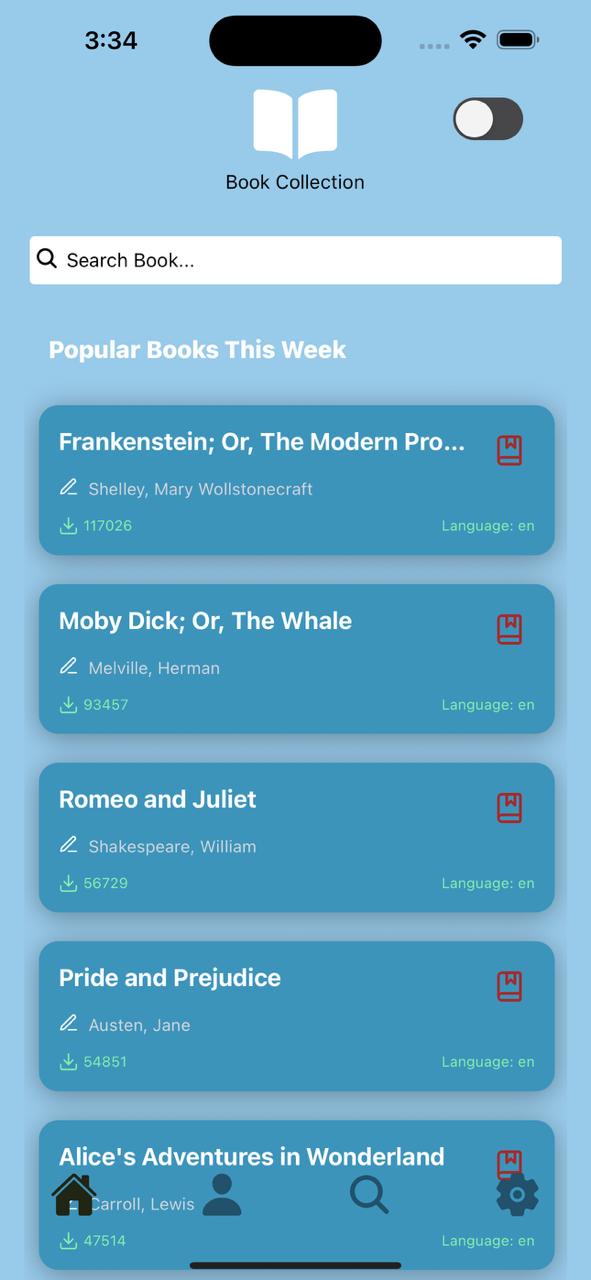 3:34
Book Collection
Search Book...
Popular Books This Week
Frankenstein; Or, The Modern Pro...
Shelley, Mary Wollstonecraft
117026 Language: en
Moby Dick; Or, The Whale
Melville, Herman
93457 Language: en
Romeo and Juliet
Shakespeare, William
56729 Language: en
Pride and Prejudice
Austen, Jane
54851 Language: en
Alice's Adventures in Wonderland
Carroll, Lewis
47514 Language: en